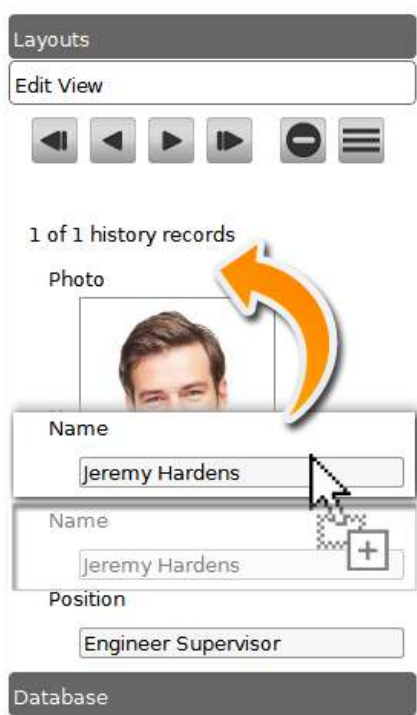 Layouts
Edit View
1 of 1 history records
Photo
Name
Jeremy Hardens
Name
Jeremy Hardens
Position
Engineer Supervisor
Database